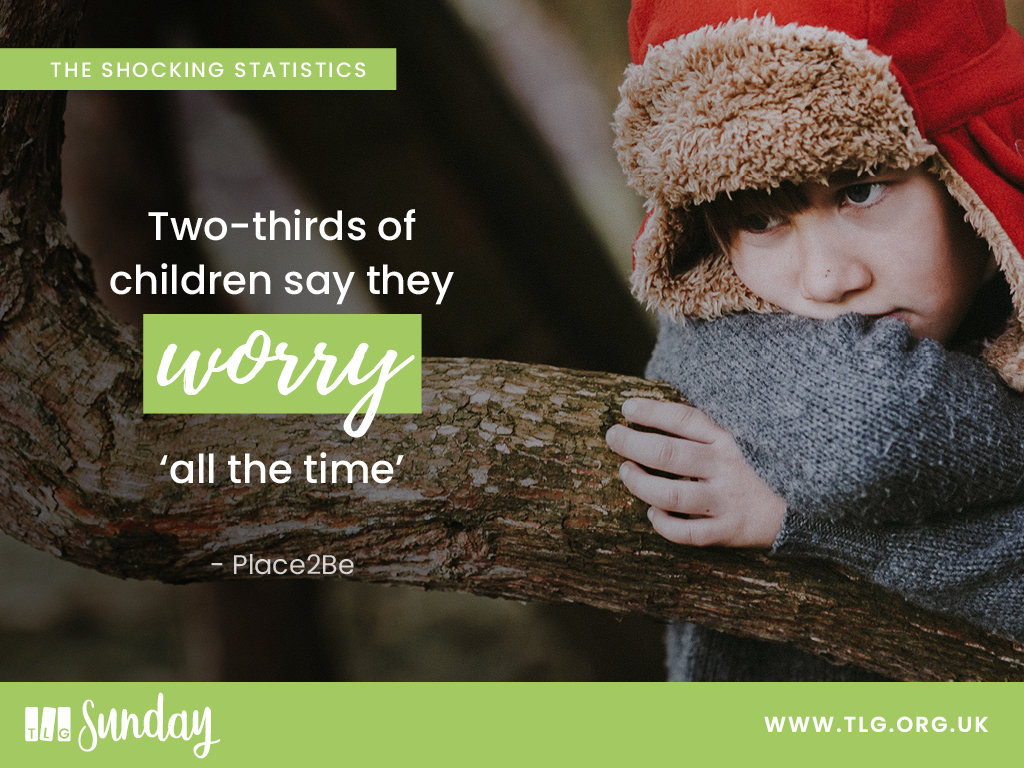 THE SHOCKING STATISTICS
Two-thirds of
children say they
worry
‘all the time’
- Place2Be
TLG Sunday
WWW.TLG.ORG.UK